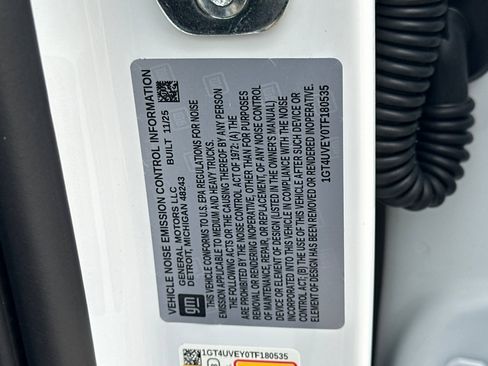 VEHICLE NOISE EMISSION CONTROL INFORMATION
GENERAL MOTORS LLC BUILT 11/25
DETROIT, MICHIGAN 48243
THIS VEHICLE CONFORMS TO U.S. EPA REGULATIONS FOR NOISE
EMISSION APPLICABLE TO MEDIUM AND HEAVY TRUCKS.
THE FOLLOWING ACTS OR THE CAUSING THEREOF BY ANY PERSON
ARE PROHIBITED BY THE NOISE CONTROL ACT OF 1972: (A) THE
REMOVAL OR RENDERING INOPERATIVE, OTHER THAN FOR PURPOSES
OF MAINTENANCE, REPAIR, OR REPLACEMENT, OF ANY NOISE CONTROL
DEVICE OR ELEMENT OF DESIGN (LISTED IN THE OWNER'S MANUAL)
INCORPORATED INTO THIS VEHICLE IN COMPLIANCE WITH THE NOISE
CONTROL ACT; (B) THE USE OF THIS VEHICLE AFTER SUCH DEVICE OR
ELEMENT OF DESIGN HAS BEEN REMOVED OR RENDERED INOPERATIVE.
1GT4UVEY0TF180535
gm
1GT4UVEY0TF180535